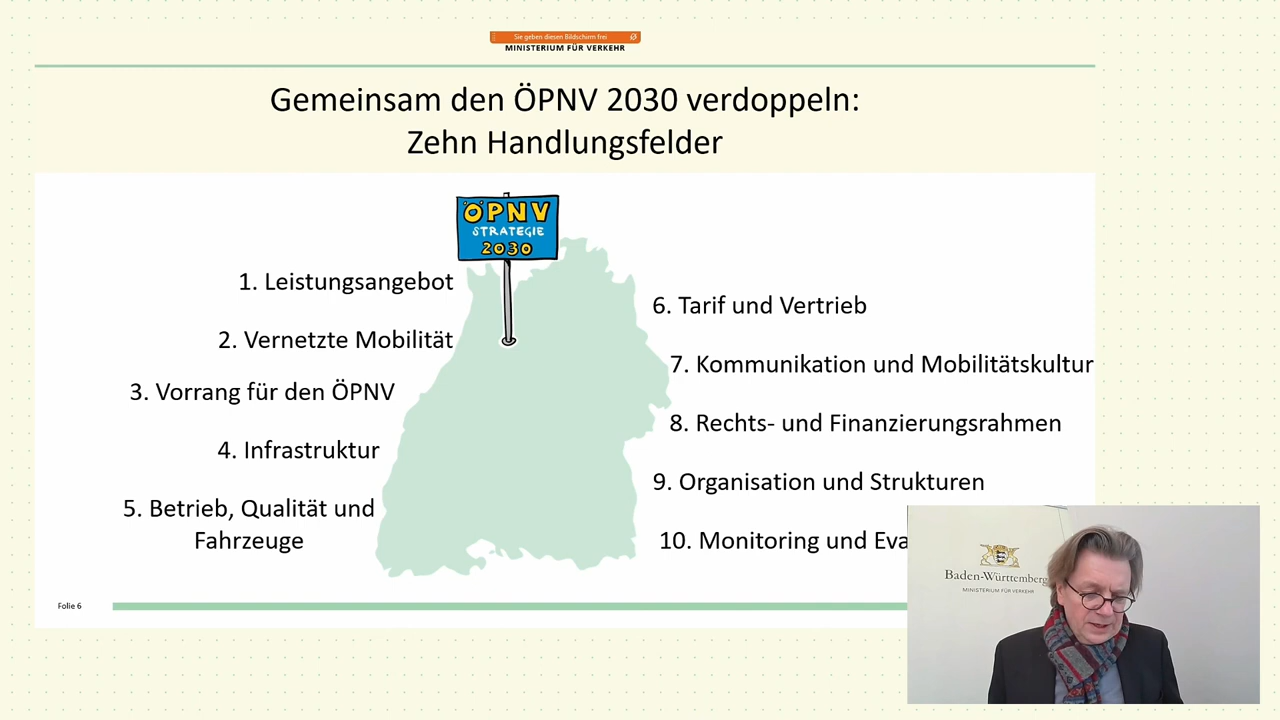 Sie geben diesen Bildschirm frei
MINISTERIUM FÜR VERKEHR
Gemeinsam den ÖPNV 2030 verdoppeln:
Zehn Handlungsfelder
ÖPNV
STRATEGIE
2030
1. Leistungsangebot
2. Vernetzte Mobilität
3. Vorrang für den ÖPNV
4. Infrastruktur
5. Betrieb, Qualität und
Fahrzeuge
6. Tarif und Vertrieb
7. Kommunikation und Mobilitätskultur
8. Rechts- und Finanzierungsrahmen
9. Organisation und Strukturen
10. Monitoring und Eva
Folie 6
Baden-Württemberg
MINISTERIUM FÜR VERKEHR